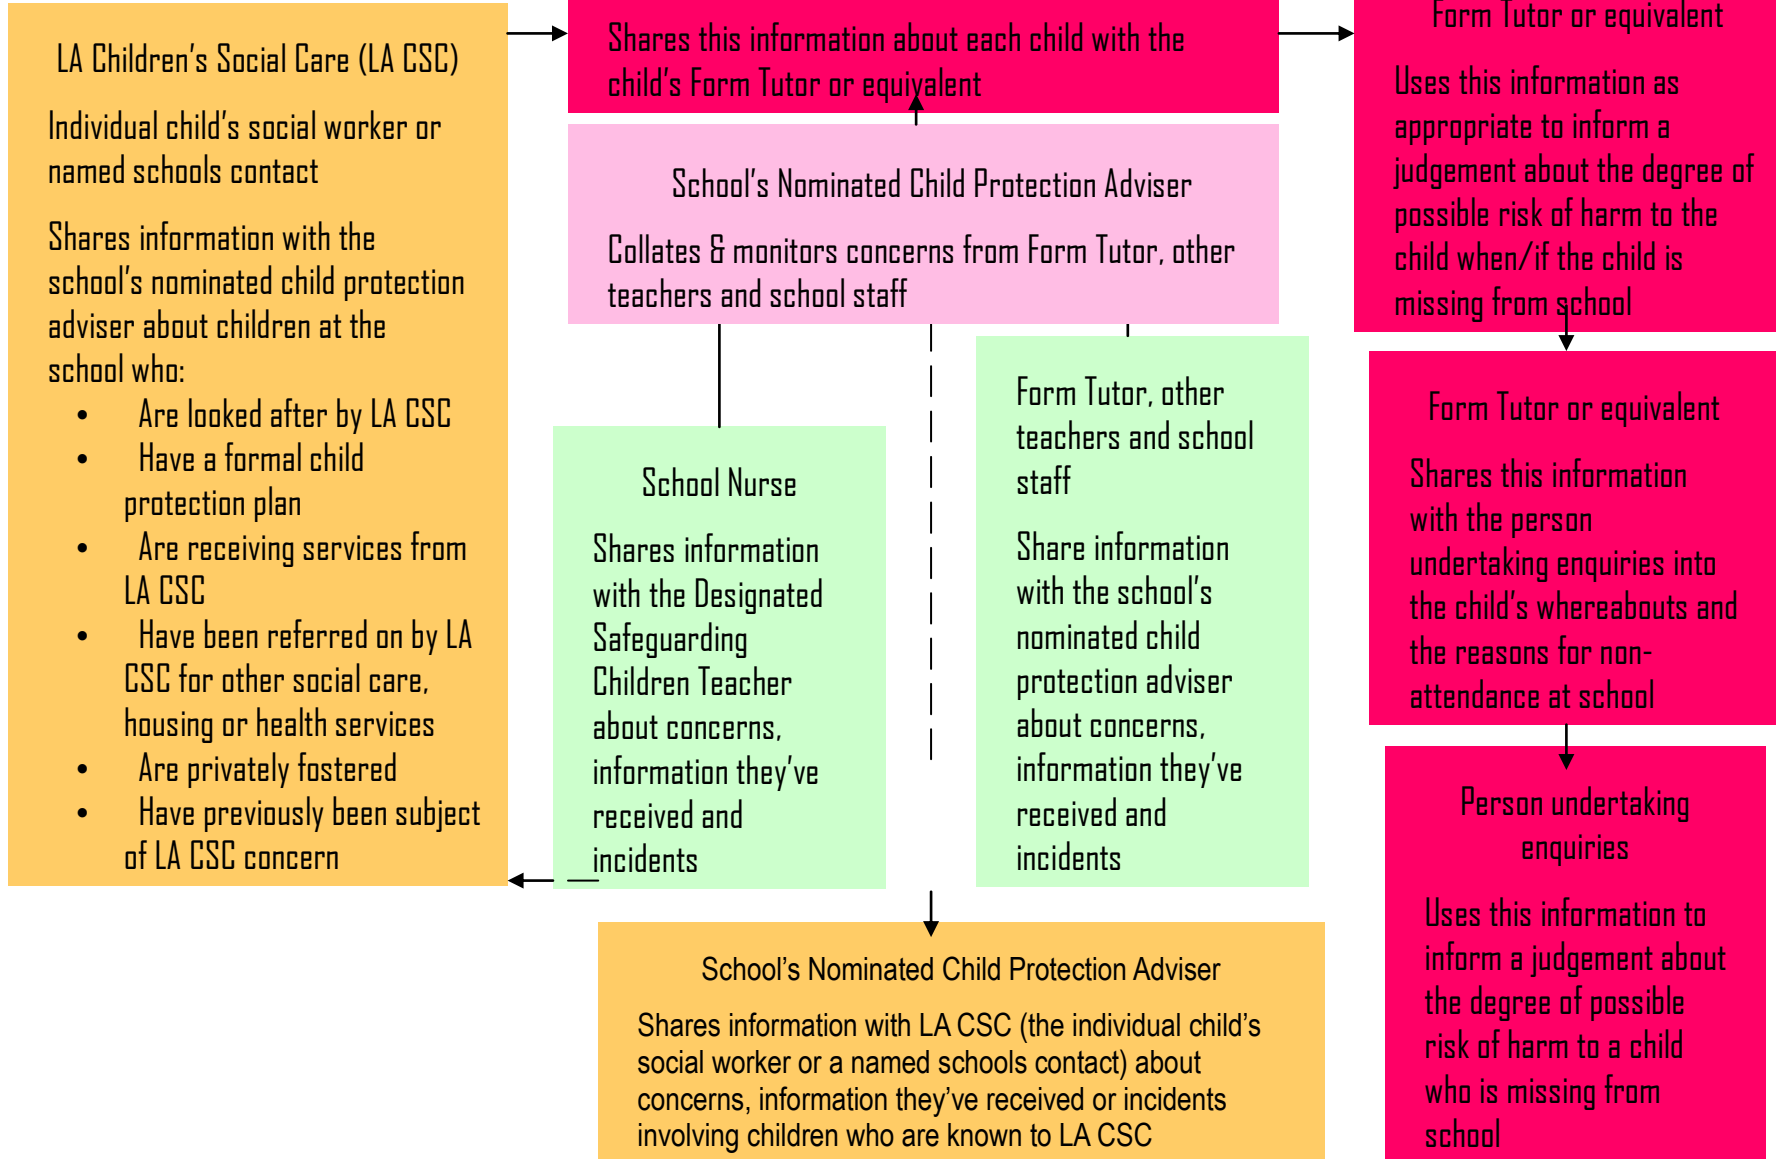 LA Children's Social Care (LA CSC)
Individual child's social worker or
named schools contact
Shares information with the
school's nominated child protection
adviser about children at the
school who:
• Are looked after by LA CSC
• Have a formal child
protection plan
• Are receiving services from
LA CSC
• Have been referred on by LA
CSC for other social care,
housing or health services
• Are privately fostered
• Have previously been subject
of LA CSC concern
Shares this information about each child with the
child's Form Tutor or equivalent
School's Nominated Child Protection Adviser
Collates & monitors concerns from Form Tutor, other
teachers and school staff
School Nurse
Shares information
with the Designated
Safeguarding
Children Teacher
about concerns,
information they've
received and
incidents
Form Tutor, other
teachers and school
staff
Share information
with the school's
nominated child
protection adviser
about concerns,
information they've
received and
incidents
School's Nominated Child Protection Adviser
Shares information with LA CSC (the individual child's
social worker or a named schools contact) about
concerns, information they've received or incidents
involving children who are known to LA CSC
Form Tutor or equivalent
Uses this information as
appropriate to inform a
judgement about the degree of
possible risk of harm to the
child when/if the child is
missing from school
Form Tutor or equivalent
Shares this information
with the person
undertaking enquiries into
the child's whereabouts and
the reasons for non-
attendance at school
Person undertaking
enquiries
Uses this information to
inform a judgement about
the degree of possible
risk of harm to a child
who is missing from
school